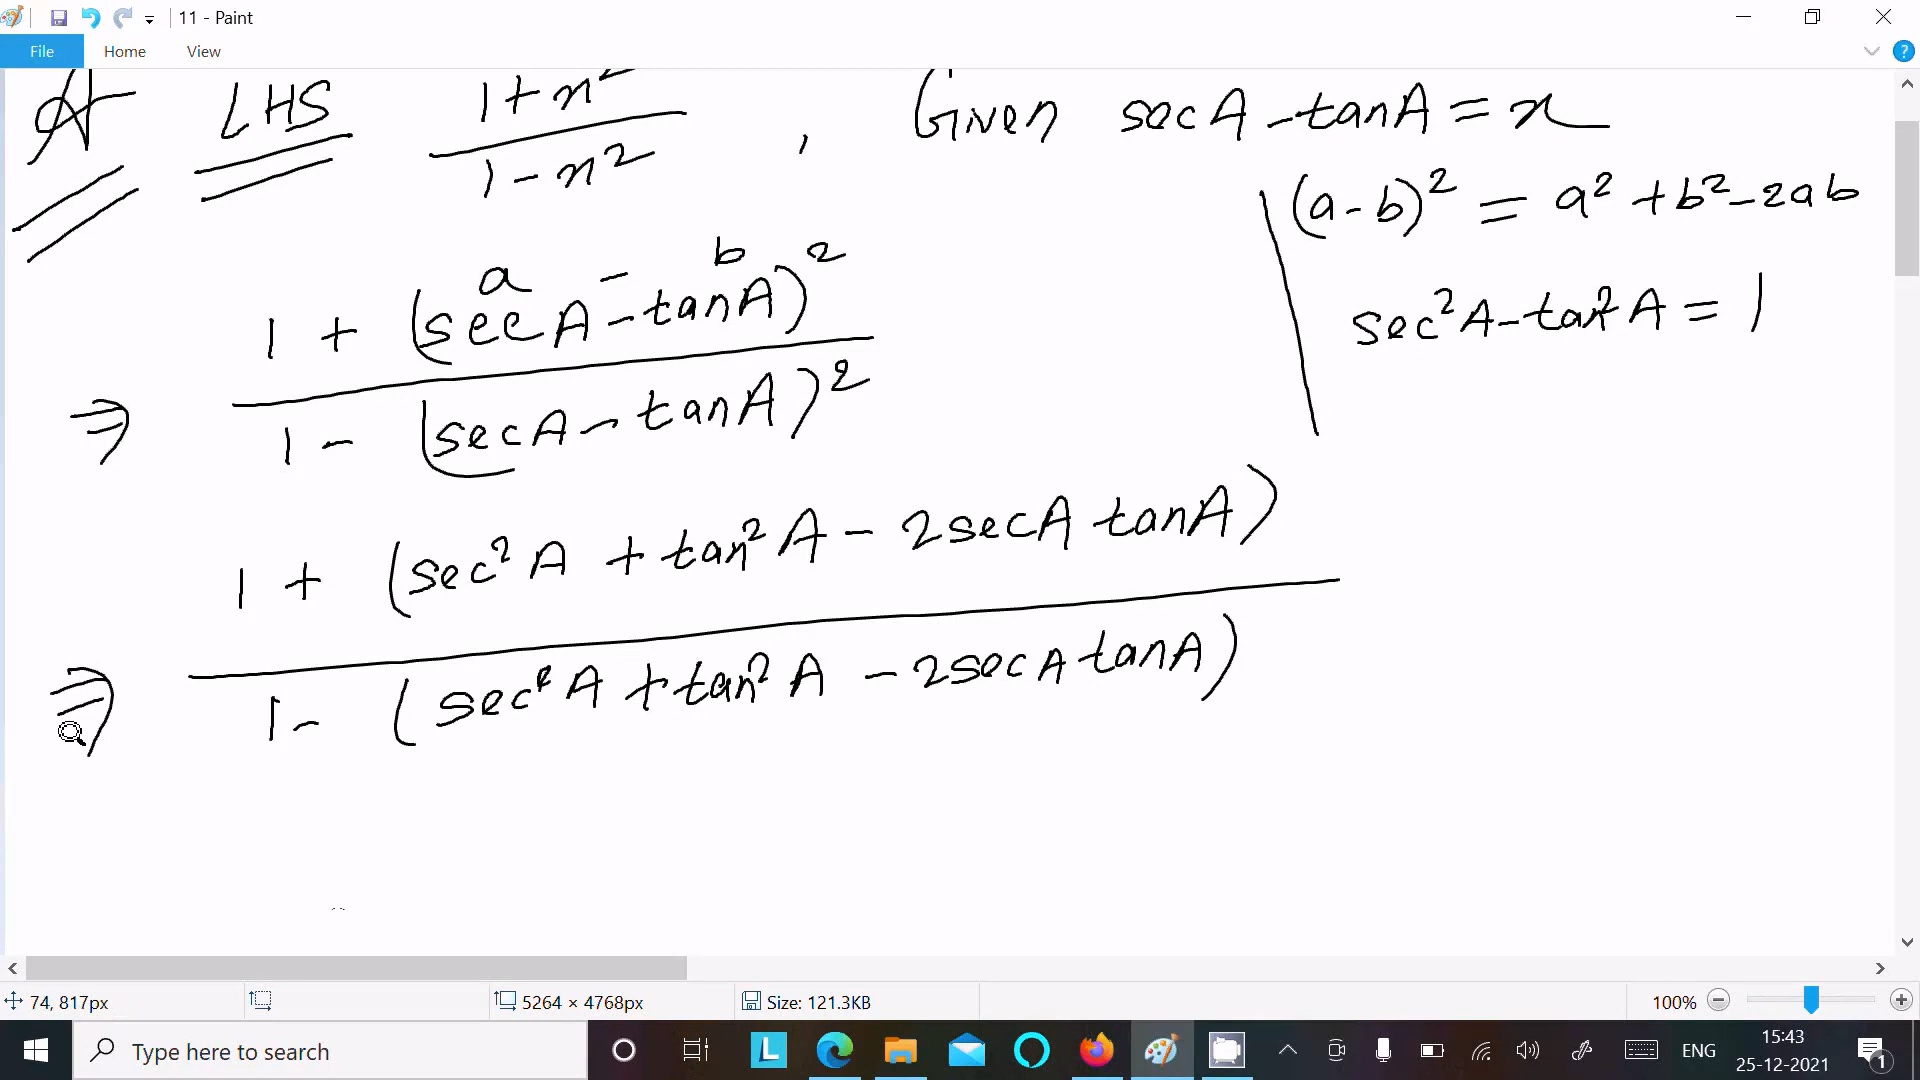 11 - Paint
File Home View
A LHS 1+x² / 1-x² , Given secA-tanA = x
(a-b)² = a² + b² - 2ab
sec²A - tan²A = 1
a - b
1 + (secA - tanA)²
⇒ 1 - (secA - tanA)²
1 + (sec²A + tan²A - 2secA tanA)
⇒ 1 - (sec²A + tan²A - 2secA tanA)
74, 817px 5264 × 4768px Size: 121.3KB 100%
Type here to search L ENG 15:43
25-12-2021 1